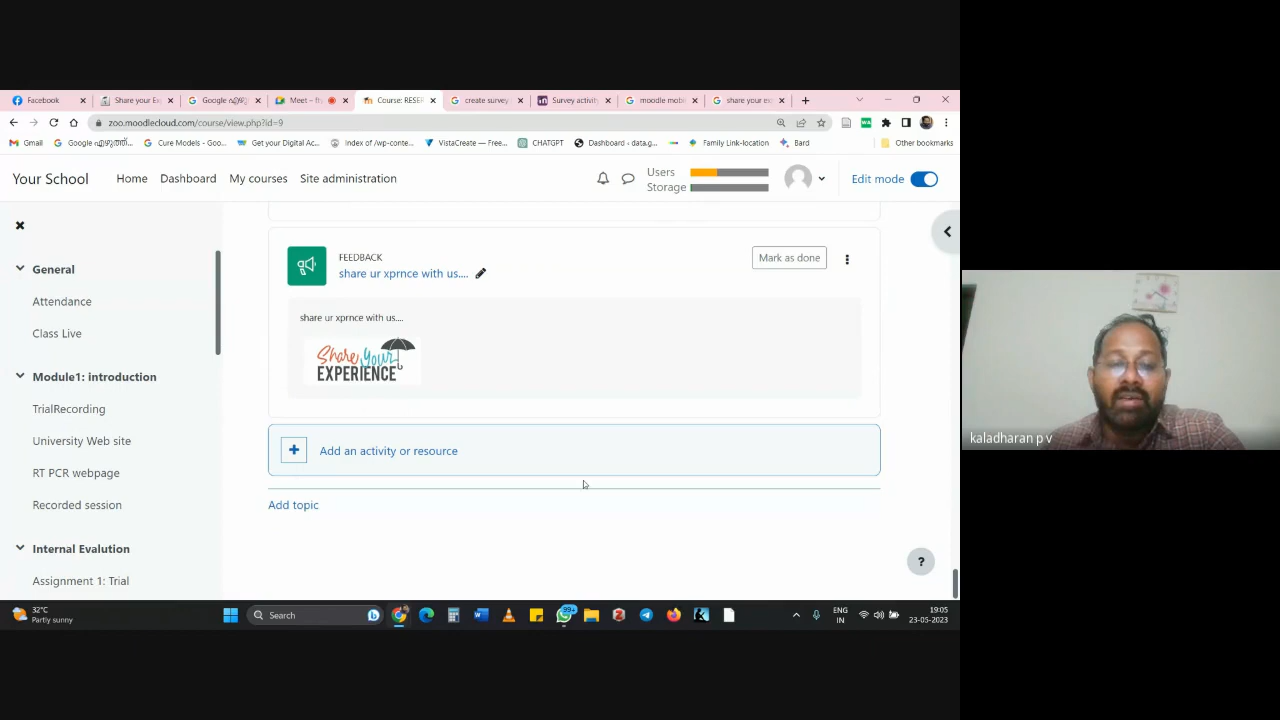 Facebook
Share your Ex
Google എഴു
Meet –
Course: RESE
create survey
Survey activity
moodle mobi
share your ex
zoo.moodlecloud.com/course/view.php?id=9
Gmail
Google
Cure Models - Goo...
Get your Digital Ac...
Index of /wp-conte...
VistaCreate — Free...
CHATGPT
Dashboard - data.g...
Family Link-location
Bard
Other bookmarks
Your School
Home
Dashboard
My courses
Site administration
Users
Storage
Edit mode
General
Attendance
Class Live
Module1: introduction
TrialRecording
University Web site
RT PCR webpage
Recorded session
Internal Evalution
Assignment 1: Trial
FEEDBACK
share ur xprnce with us....
Mark as done
share ur xprnce with us....
Share Your
EXPERIENCE
Add an activity or resource
Add topic
?
kaladharan p v
32°C
Partly sunny
Search
99+
ENG
IN
19:05
23-05-2023